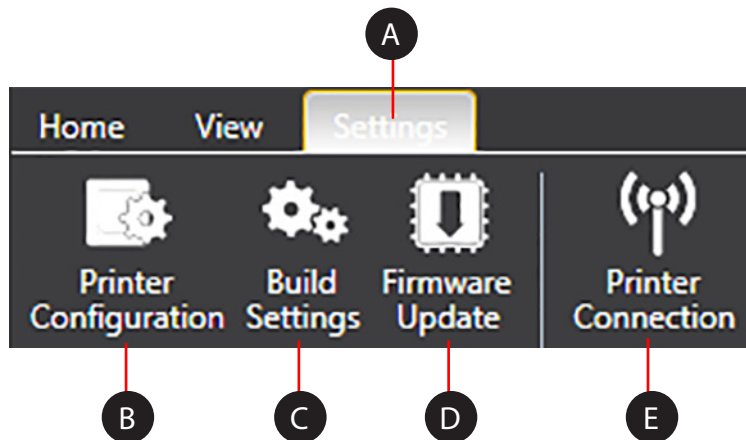 A
Home View Settings
Printer Configuration
Build Settings
Firmware Update
Printer Connection
B C D E